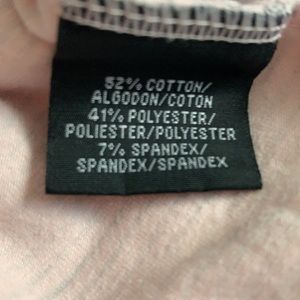 52% COTTON/
ALGODON/COTON
41% POLYESTER/
POLIESTER/POLYESTER
7% SPANDEX/
SPANDEX/SPANDEX